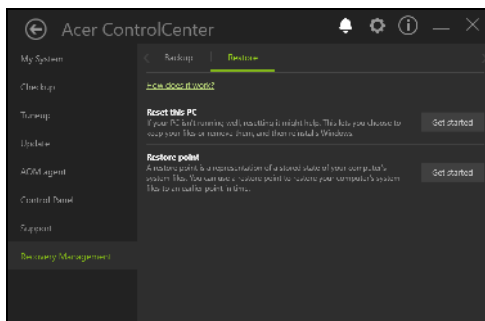 Acer ControlCenter
My System
Checkup
Tuneup
Update
AOM agent
Control Panel
Support
Recovery Management
Backup
Restore
How does it work?
Reset this PC
If your PC isn't running well, resetting it might help. This lets you choose to
keep your files or remove them, and then reinstalls Windows.
Get started
Restore point
A restore point is a representation of a stored state of your computer's
system files. You can use a restore point to restore your computer's system
files to an earlier point in time.
Get started